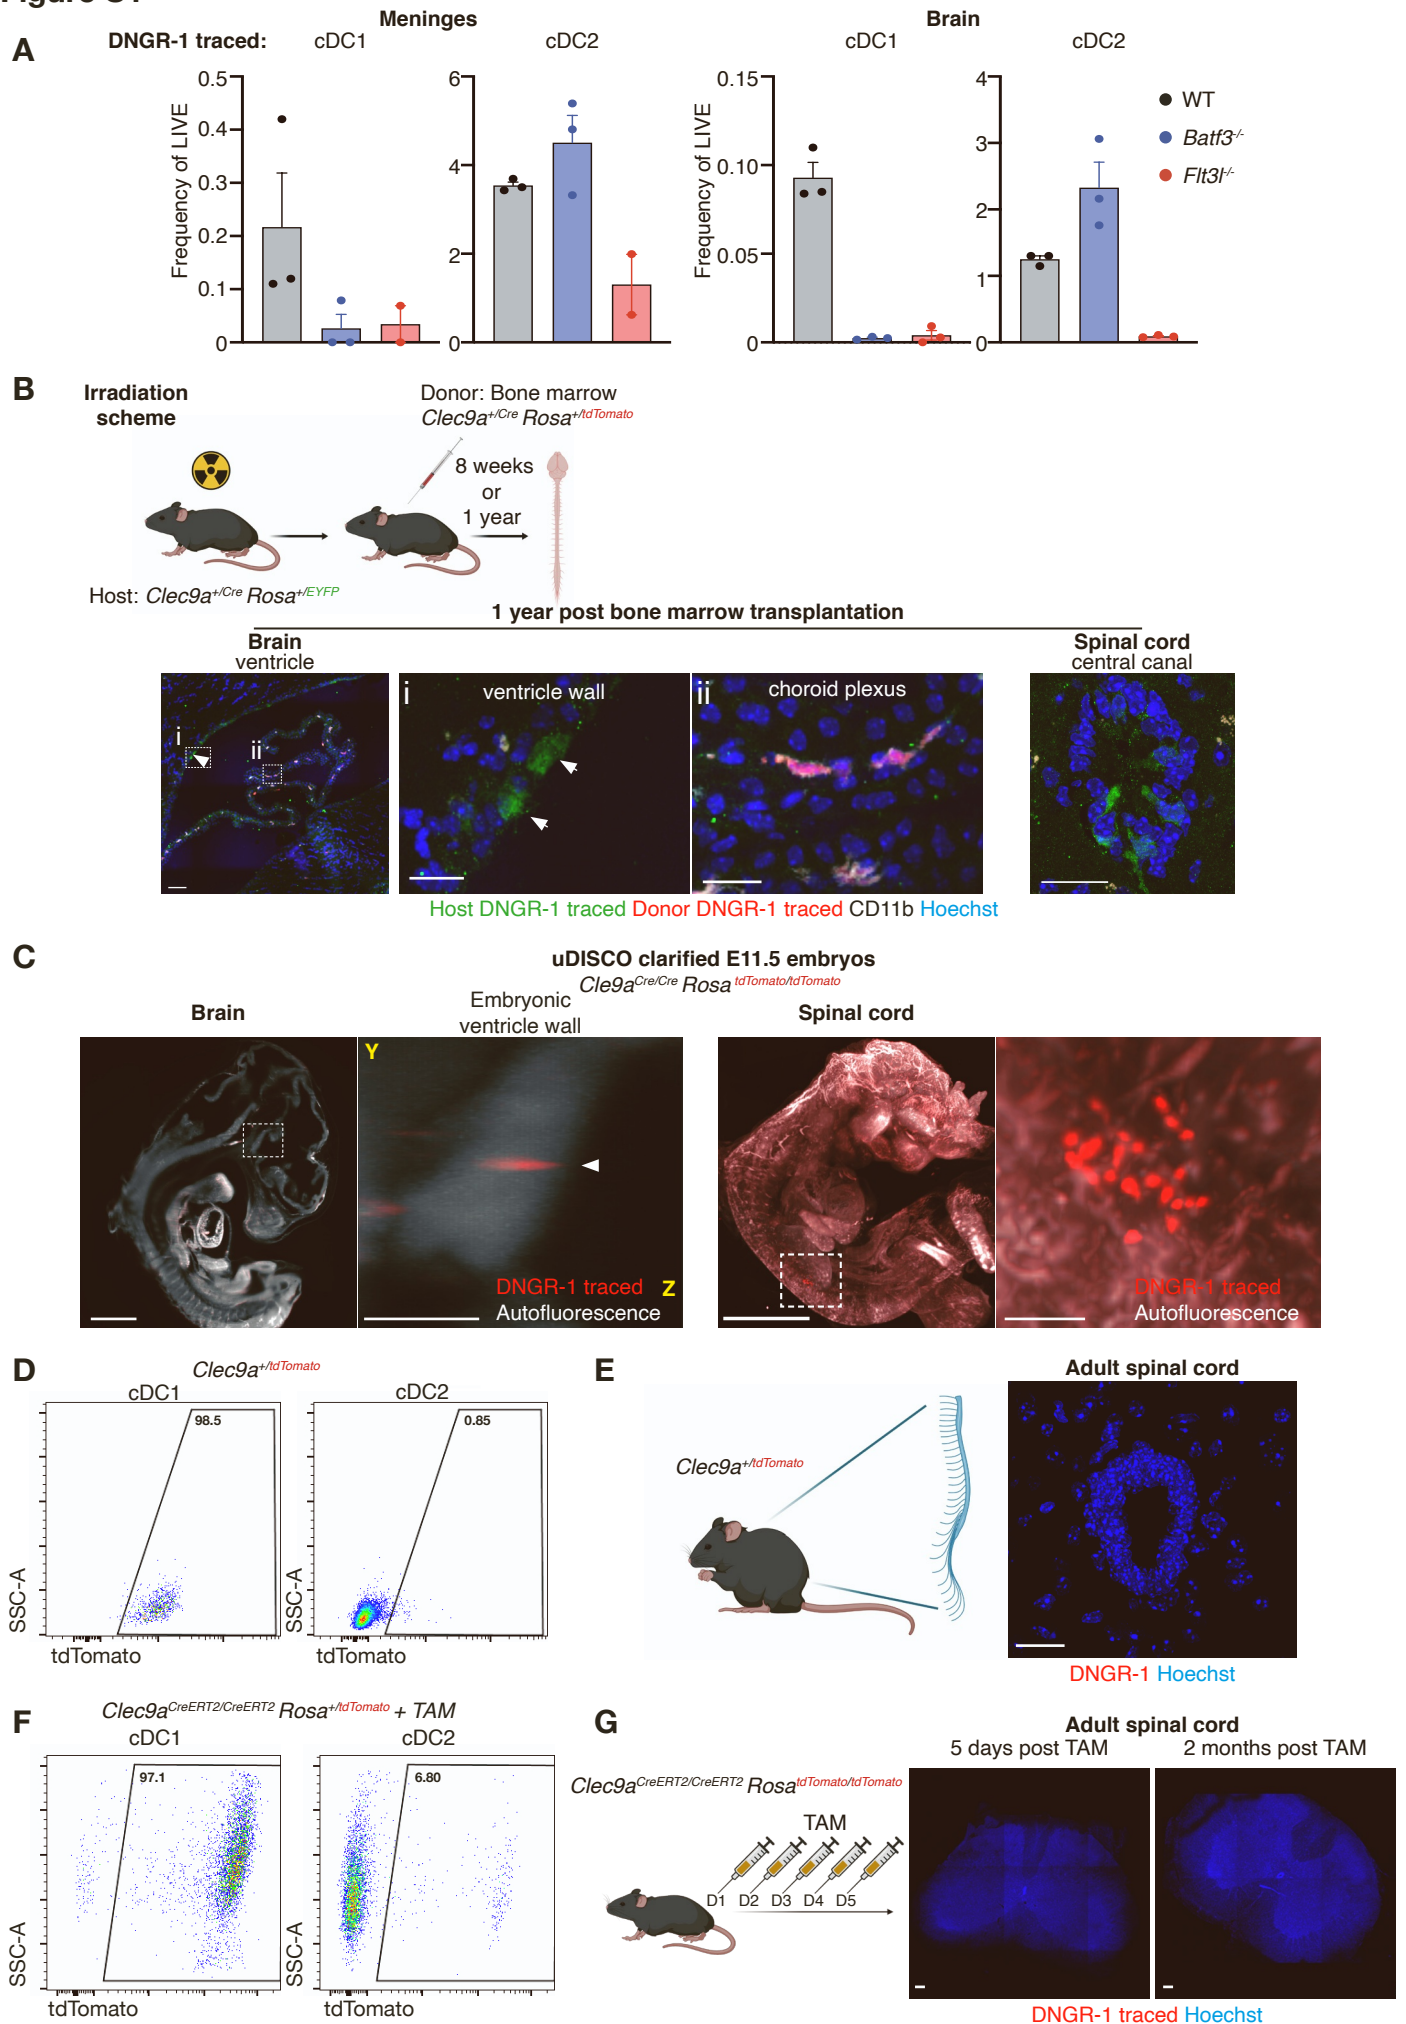 A
Meninges
Brain
DNGR-1 traced:
cDC1
cDC2
cDC1
cDC2
Frequency of LIVE
0.5
0.4
0.3
0.2
0.1
0
6
4
2
0
Frequency of LIVE
0.15
0.10
0.05
0
4
3
2
1
0
WT
Batf3-/-
Flt3l-/-
B
Irradiation
scheme
Donor: Bone marrow
Clec9a+/Cre Rosa+/tdTomato
8 weeks
or
1 year
Host: Clec9a+/Cre Rosa+/EYFP
1 year post bone marrow transplantation
Brain
ventricle
Spinal cord
central canal
i
ii
i
ventricle wall
ii
choroid plexus
Host DNGR-1 traced Donor DNGR-1 traced CD11b Hoechst
C
uDISCO clarified E11.5 embryos
Cle9aCre/Cre Rosa tdTomato/tdTomato
Brain
Embryonic
ventricle wall
Spinal cord
Y
Z
DNGR-1 traced
Autofluorescence
DNGR-1 traced
Autofluorescence
D
Clec9a+/tdTomato
cDC1
cDC2
98.5
0.85
SSC-A
SSC-A
tdTomato
tdTomato
E
Adult spinal cord
Clec9a+/tdTomato
DNGR-1 Hoechst
F
Clec9aCreERT2/CreERT2 Rosa+/tdTomato + TAM
cDC1
cDC2
97.1
6.80
SSC-A
SSC-A
tdTomato
tdTomato
G
Adult spinal cord
5 days post TAM
2 months post TAM
Clec9aCreERT2/CreERT2 RosatdTomato/tdTomato
TAM
D1 D2 D3 D4 D5
DNGR-1 traced Hoechst